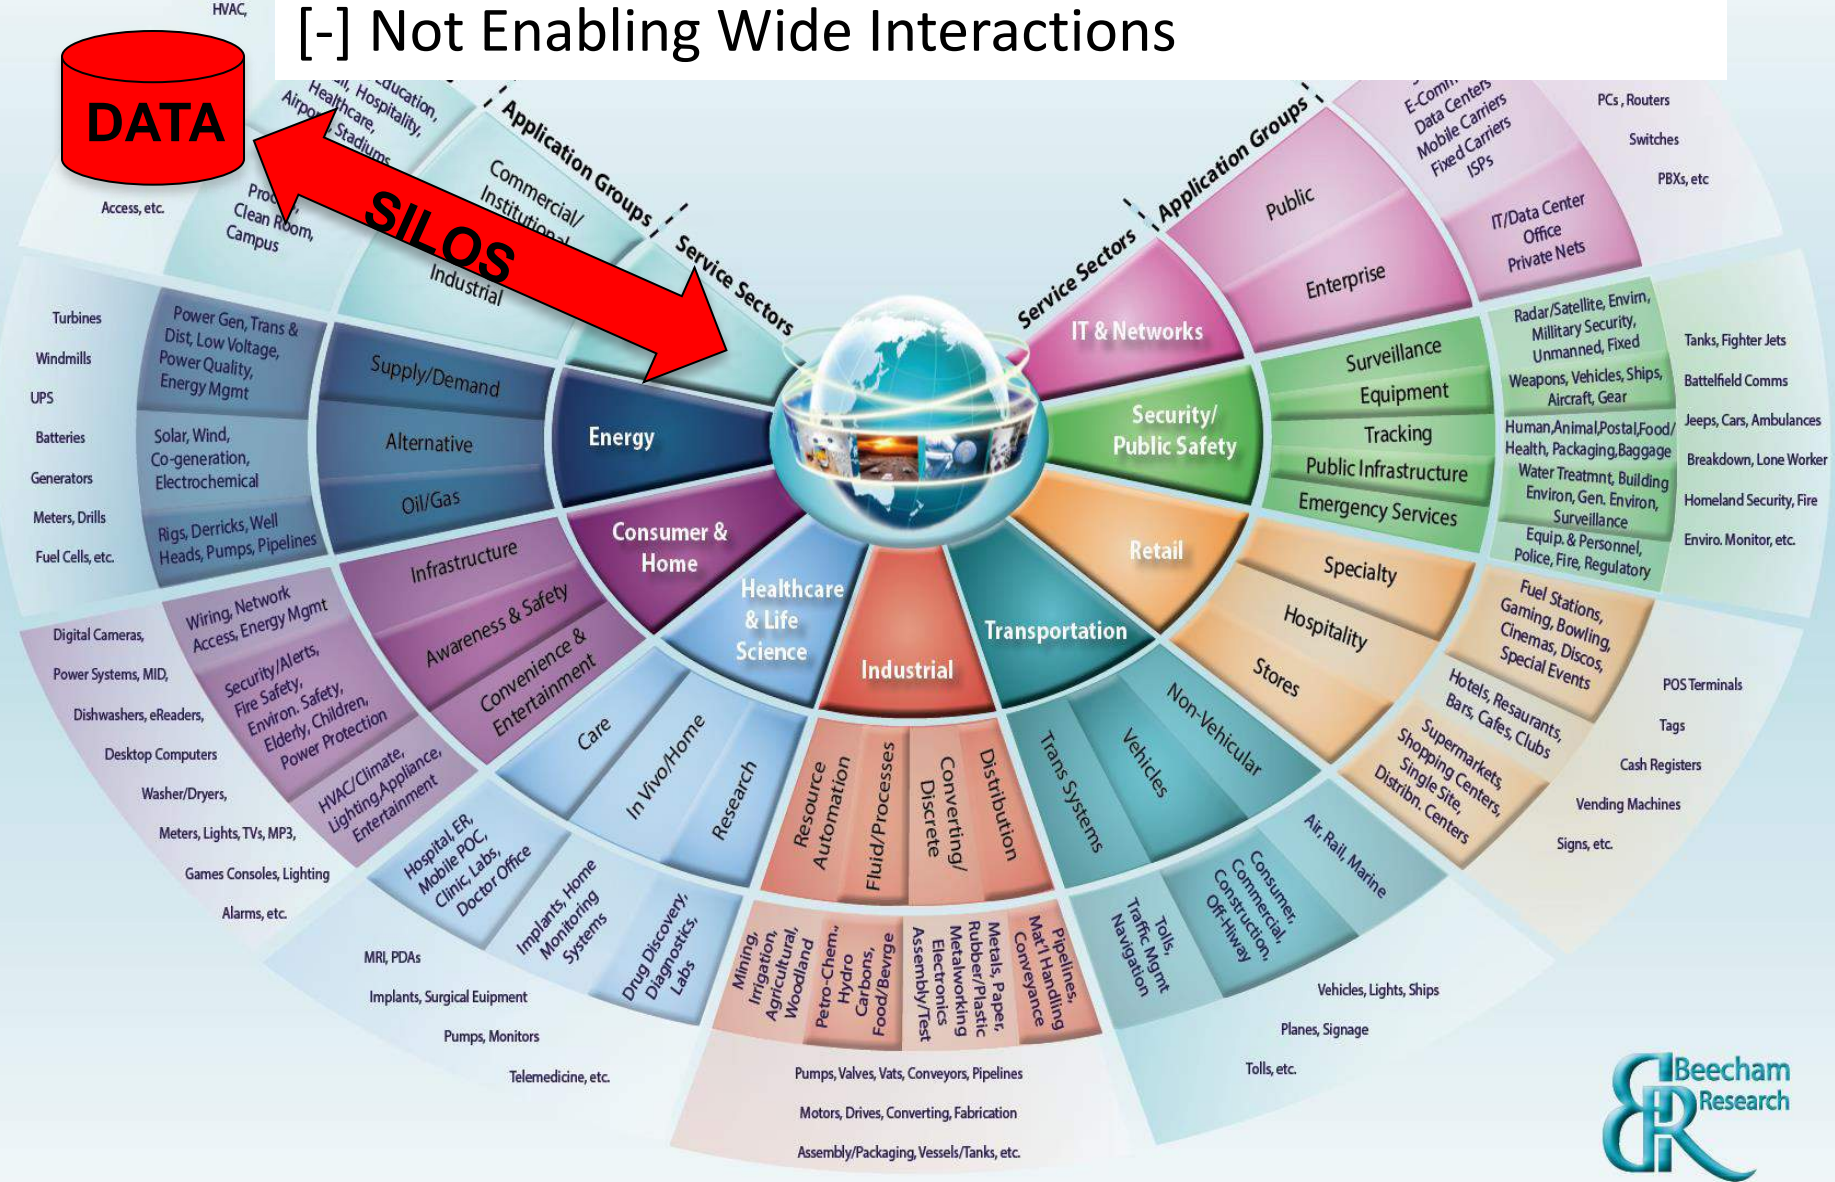 [-] Not Enabling Wide Interactions
HVAC,
DATA
SILOS
Access, etc.
Education,
Hospitality,
Healthcare,
Stadiums
Clean Room,
Campus
Application Groups
Commercial/
Institutional
Industrial
Service Sectors
Application Groups
Service Sectors
IT & Networks
Public
Enterprise
Data Centers
Mobile Carriers
Fixed Carriers
ISPs
IT/Data Center
Office
Private Nets
PCs , Routers
Switches
PBXs, etc
Energy
Supply/Demand
Alternative
Oil/Gas
Power Gen, Trans &
Dist, Low Voltage,
Power Quality,
Energy Mgmt
Solar, Wind,
Co-generation,
Electrochemical
Rigs, Derricks, Well
Heads, Pumps, Pipelines
Turbines
Windmills
UPS
Batteries
Generators
Meters, Drills
Fuel Cells, etc.
Security/
Public Safety
Surveillance
Equipment
Tracking
Public Infrastructure
Emergency Services
Radar/Satellite, Envirn,
Millitary Security,
Unmanned, Fixed
Weapons, Vehicles, Ships,
Aircraft, Gear
Human,Animal,Postal,Food/
Health, Packaging,Baggage
Water Treatmnt, Building
Environ, Gen. Environ,
Surveillance
Equip. & Personnel,
Police, Fire, Regulatory
Tanks, Fighter Jets
Battelfield Comms
Jeeps, Cars, Ambulances
Breakdown, Lone Worker
Homeland Security, Fire
Enviro. Monitor, etc.
Consumer &
Home
Infrastructure
Awareness & Safety
Convenience &
Entertainment
Wiring, Network
Access, Energy Mgmt
Security/Alerts,
Fire Safety,
Environ. Safety,
Elderly, Children,
Power Protection
HVAC/Climate,
Lighting,Appliance,
Entertainment
Digital Cameras,
Power Systems, MID,
Dishwashers, eReaders,
Desktop Computers
Washer/Dryers,
Meters, Lights, TVs, MP3,
Games Consoles, Lighting
Alarms, etc.
Healthcare
& Life
Science
Care
In Vivo/Home
Research
Hospital, ER,
Mobile POC,
Clinic, Labs,
Doctor Office
Implants, Home
Monitoring
Systems
Drug Discovery,
Diagnostics,
Labs
MRI, PDAs
Implants, Surgical Euipment
Pumps, Monitors
Telemedicine, etc.
Industrial
Resource
Automation
Fluid/Processes
Converting/
Discrete
Distribution
Mining,
Irrigation,
Agricultural,
Woodland
Petro-Chem.,
Hydro
Carbons,
Food/Bevrge
Metals, Paper,
Rubber/Plastic
Metalworking
Electronics
Assembly/Test
Pipelines,
Mat'l Handling
Conveyance
Pumps, Valves, Vats, Conveyors, Pipelines
Motors, Drives, Converting, Fabrication
Assembly/Packaging, Vessels/Tanks, etc.
Transportation
Trans Systems
Vehicles
Non-Vehicular
Tolls,
Traffic Mgmt
Navigation
Consumer,
Commercial,
Construction,
Off-Hiway
Air, Rail, Marine
Vehicles, Lights, Ships
Planes, Signage
Tolls, etc.
Retail
Specialty
Hospitality
Stores
Fuel Stations,
Gaming, Bowling,
Cinemas, Discos,
Special Events
Hotels, Resaurants,
Bars, Cafes, Clubs
Supermarkets,
Shopping Centers,
Single Site,
Distribn. Centers
POS Terminals
Tags
Cash Registers
Vending Machines
Signs, etc.
Beecham
Research